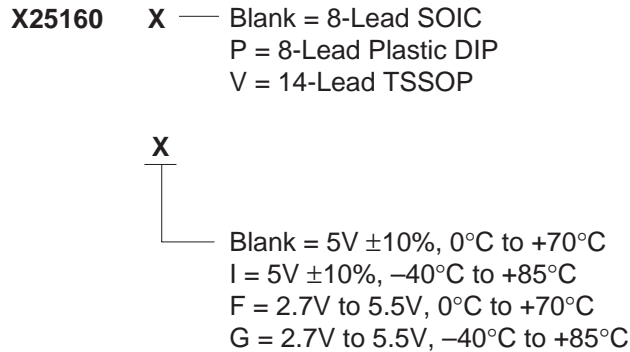 X25160 X Blank = 8-Lead SOIC
P = 8-Lead Plastic DIP
V = 14-Lead TSSOP
X
Blank = 5V ±10%, 0°C to +70°C
I = 5V ±10%, –40°C to +85°C
F = 2.7V to 5.5V, 0°C to +70°C
G = 2.7V to 5.5V, –40°C to +85°C